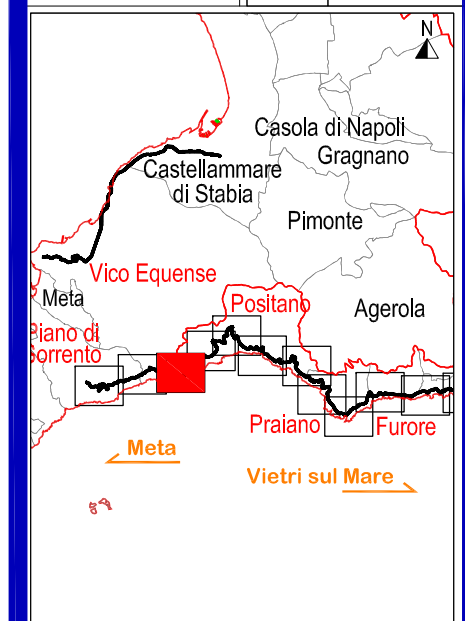 N
Casola di Napoli
Gragnano
Castellammare
di Stabia
Pimonte
Vico Equense
Meta
Positano
Agerola
Piano di
Sorrento
Praiano
Furore
Meta
Vietri sul Mare